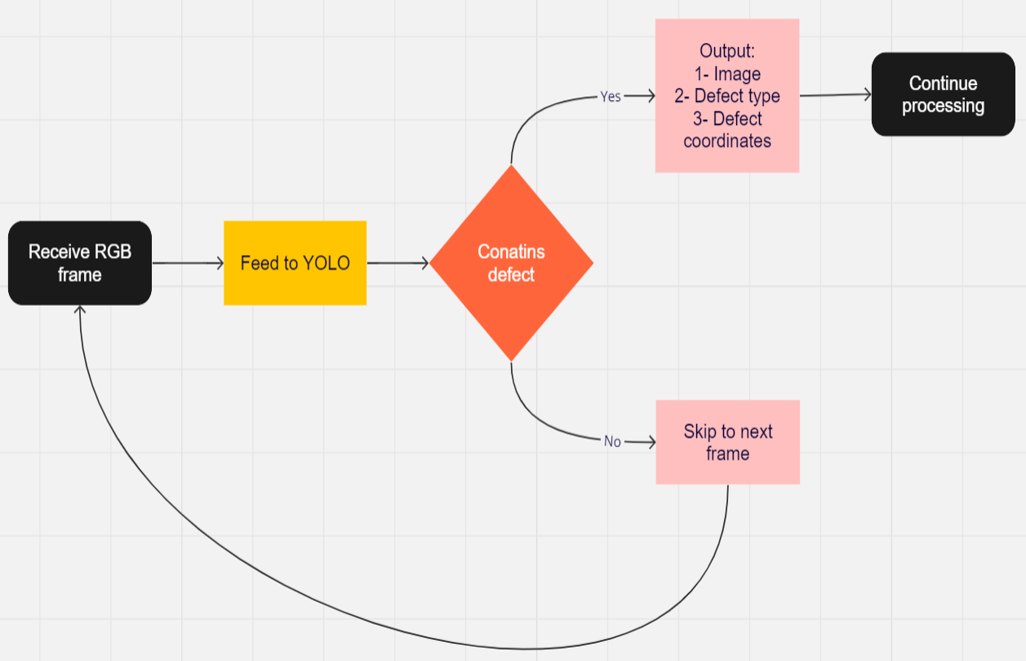 Receive RGB
frame
Feed to YOLO
Conatins
defect
Yes
Output:
1- Image
2- Defect type
3- Defect
coordinates
Continue
processing
No
Skip to next
frame